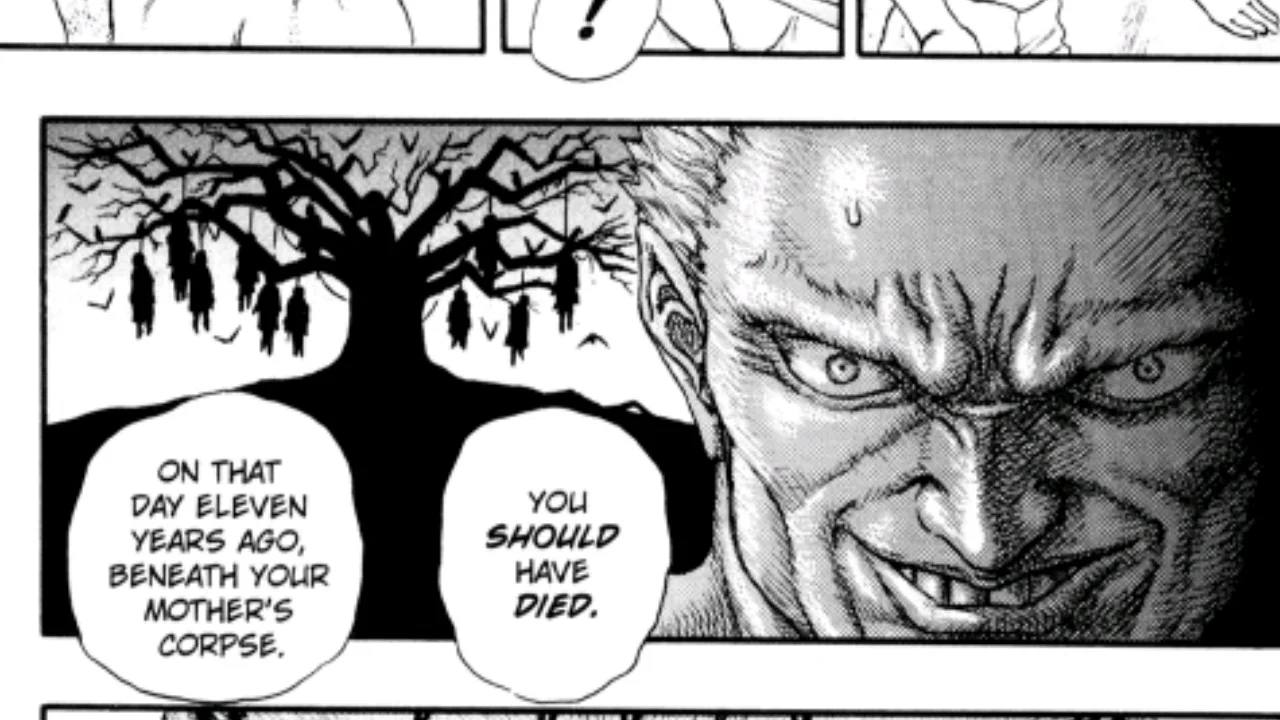 !
ON THAT
DAY ELEVEN
YEARS AGO,
BENEATH YOUR
MOTHER'S
CORPSE.
YOU
SHOULD
HAVE
DIED.